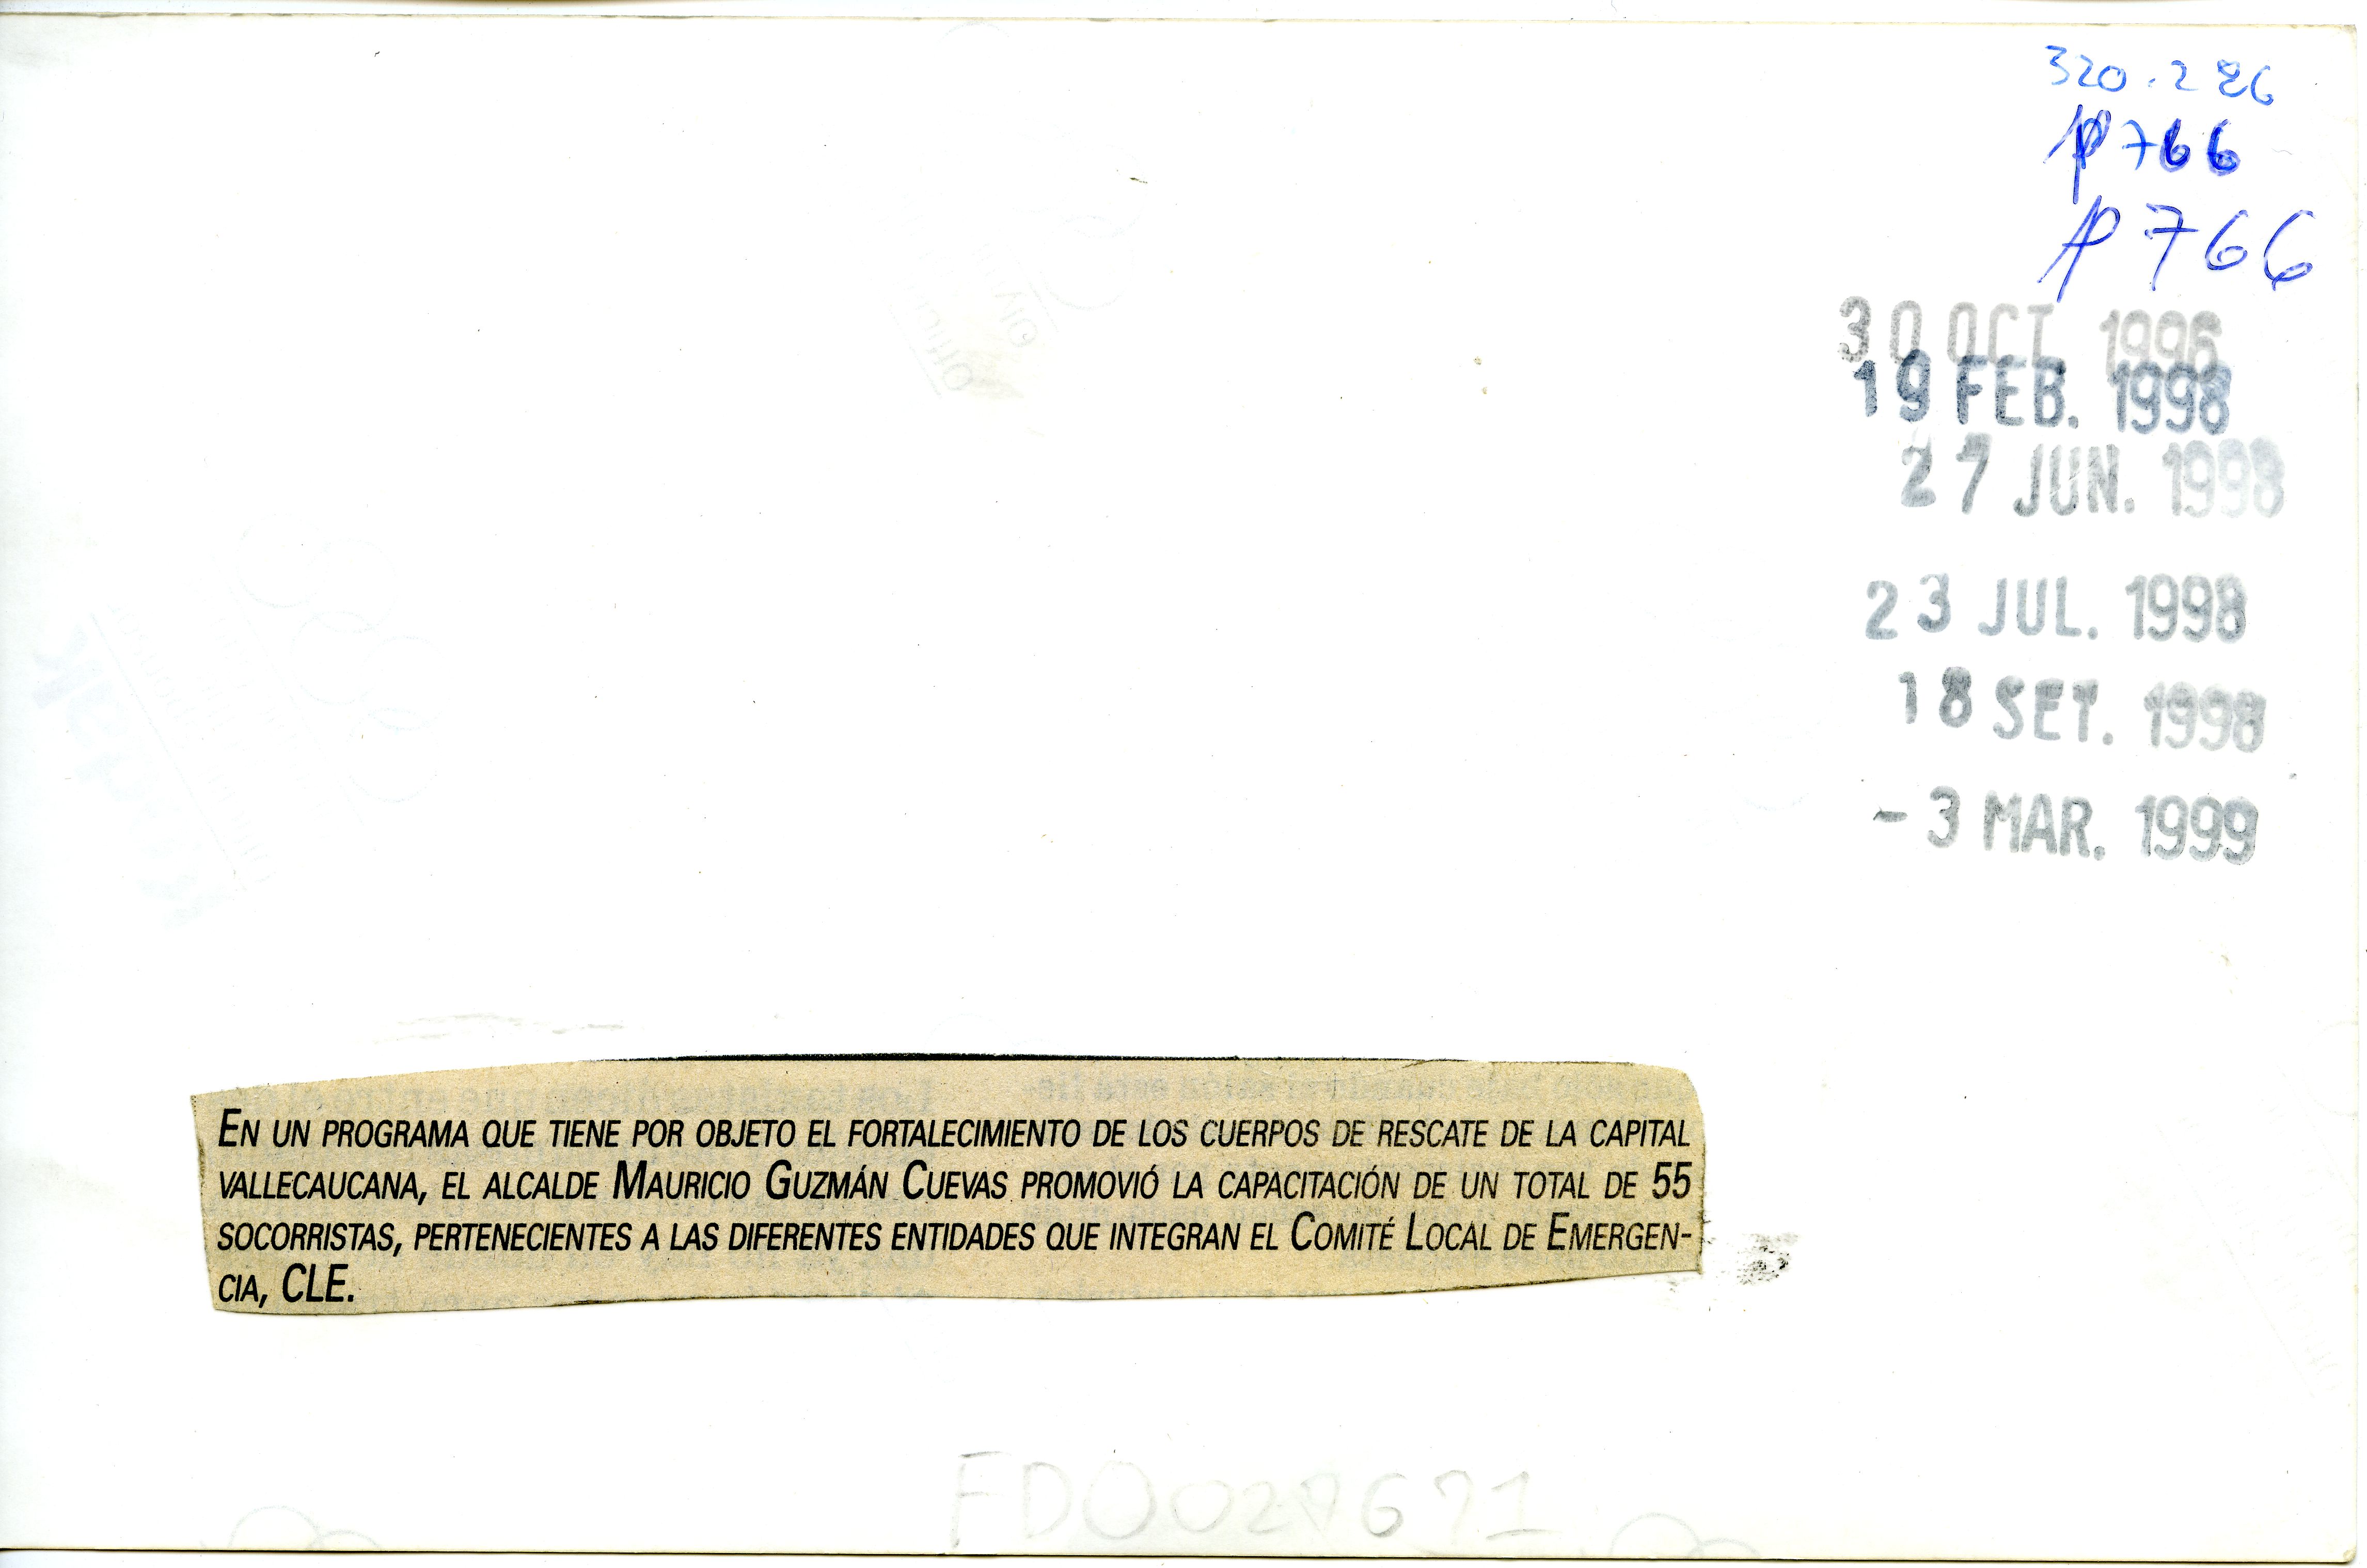 320.226
P766
P 766
30 OCT. 1996
19 FEB. 1998
27 JUN. 1998
23 JUL. 1998
18 SET. 1998
- 3 MAR. 1999
EN UN PROGRAMA QUE TIENE POR OBJETO EL FORTALECIMIENTO DE LOS CUERPOS DE RESCATE DE LA CAPITAL
VALLECAUCANA, EL ALCALDE MAURICIO GUZMÁN CUEVAS PROMOVIÓ LA CAPACITACIÓN DE UN TOTAL DE 55
SOCORRISTAS, PERTENECIENTES A LAS DIFERENTES ENTIDADES QUE INTEGRAN EL COMITÉ LOCAL DE EMERGEN-
CIA, CLE.